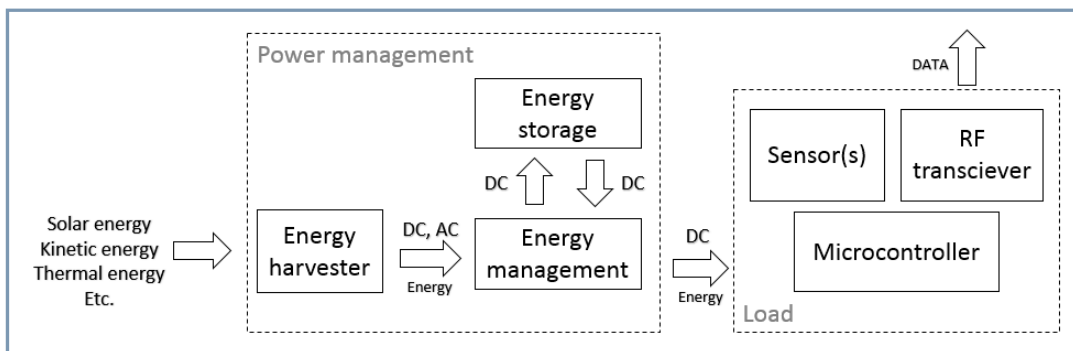 Power management
Energy
storage
DC
DC
Solar energy
Kinetic energy
Thermal energy
Etc.
Energy
harvester
DC, AC
Energy
Energy
management
DC
Energy
DATA
Sensor(s)
RF
transciever
Microcontroller
Load